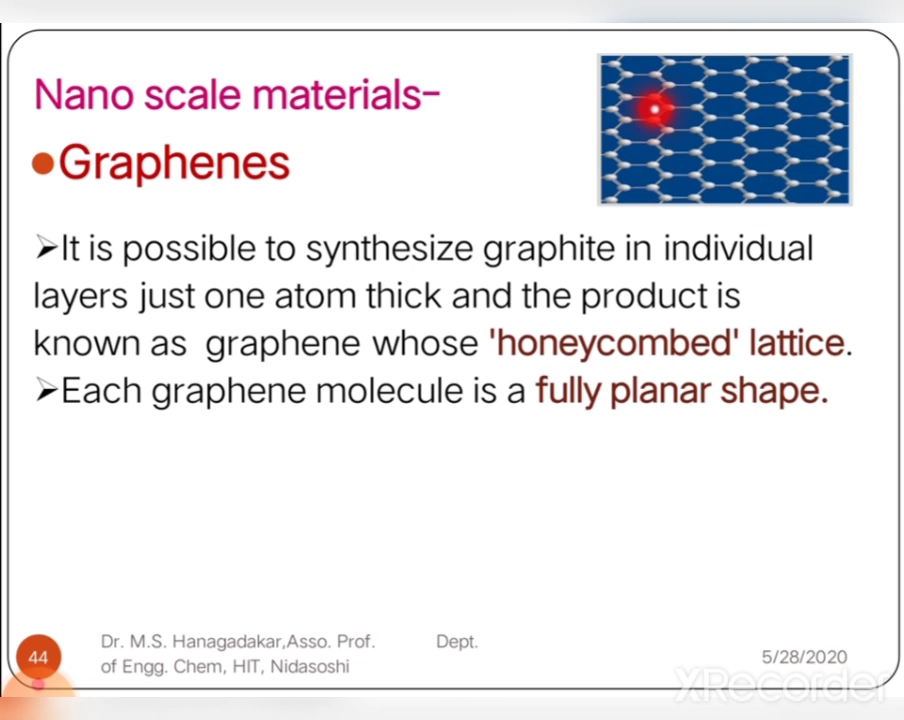 Nano scale materials–
●Graphenes
➤It is possible to synthesize graphite in individual
layers just one atom thick and the product is
known as graphene whose 'honeycombed' lattice.
➤Each graphene molecule is a fully planar shape.
44
Dr. M.S. Hanagadakar,Asso. Prof. Dept.
of Engg. Chem, HIT, Nidasoshi
5/28/2020
XRecorder